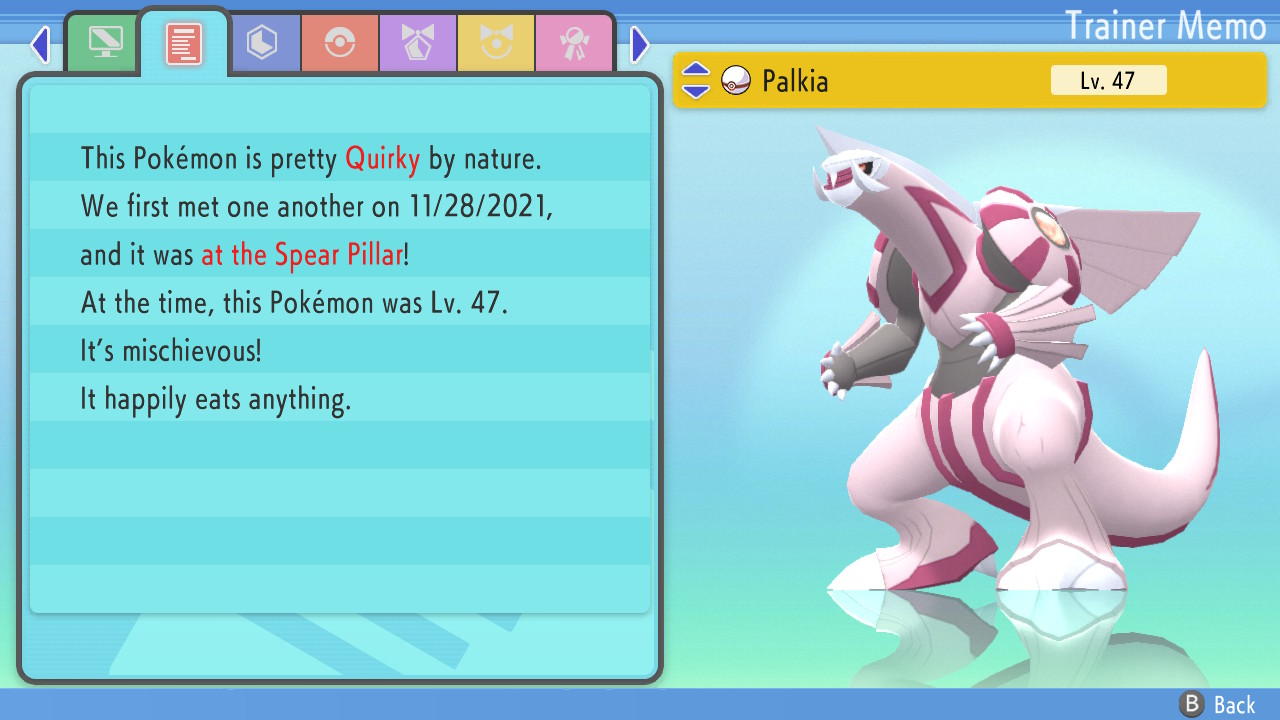 Trainer Memo
Palkia
Lv. 47
This Pokémon is pretty Quirky by nature.
We first met one another on 11/28/2021,
and it was at the Spear Pillar!
At the time, this Pokémon was Lv. 47.
It's mischievous!
It happily eats anything.
B Back